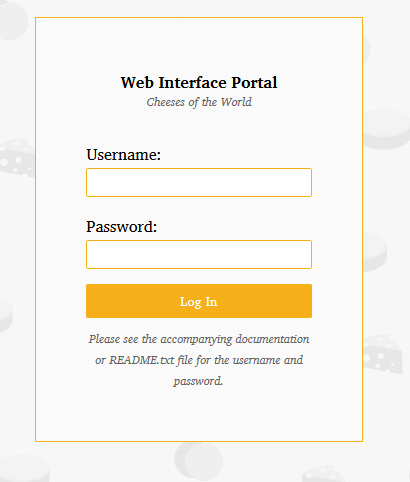 Web Interface Portal
Cheeses of the World
Username:
Password:
Log In
Please see the accompanying documentation
or README.txt file for the username and
password.